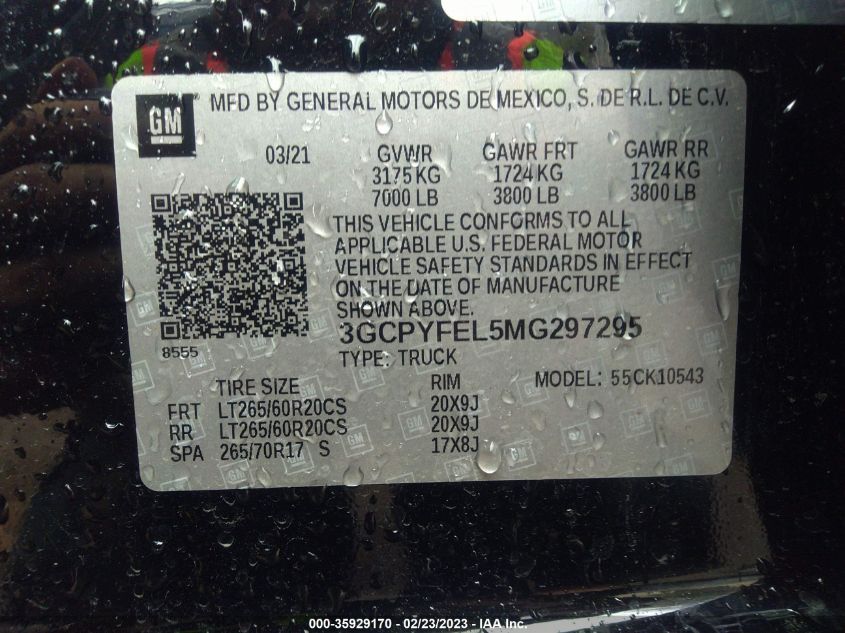 GM
MFD BY GENERAL MOTORS DE MEXICO, S. DE R.L. DE C.V.
03/21 GVWR GAWR FRT GAWR RR
3175 KG 1724 KG 1724 KG
7000 LB 3800 LB 3800 LB
THIS VEHICLE CONFORMS TO ALL
APPLICABLE U.S. FEDERAL MOTOR
VEHICLE SAFETY STANDARDS IN EFFECT
ON THE DATE OF MANUFACTURE
SHOWN ABOVE.
3GCPYFEL5MG297295
8555
TYPE: TRUCK
TIRE SIZE RIM MODEL: 55CK10543
FRT LT265/60R20CS 20X9J
RR LT265/60R20CS 20X9J
SPA 265/70R17 S 17X8J
000-35929170 - 02/23/2023 - IAA Inc.